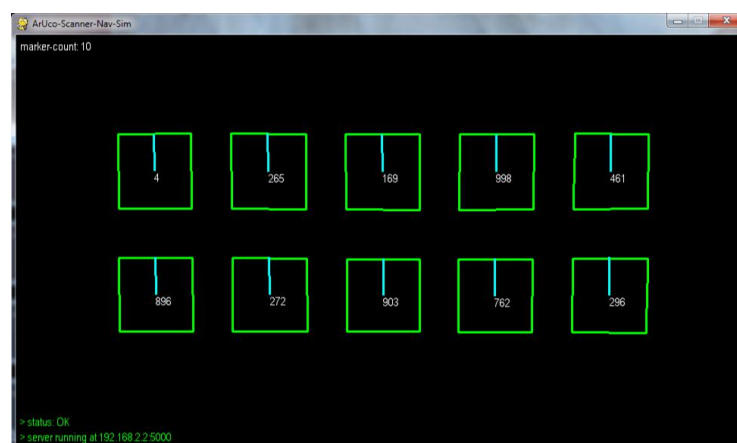 ArUco-Scanner-Nav-Sim
marker-count: 10
4 265 169 998 461
896 272 903 762 296
> status: OK
> server running at 192.168.2.2:5000